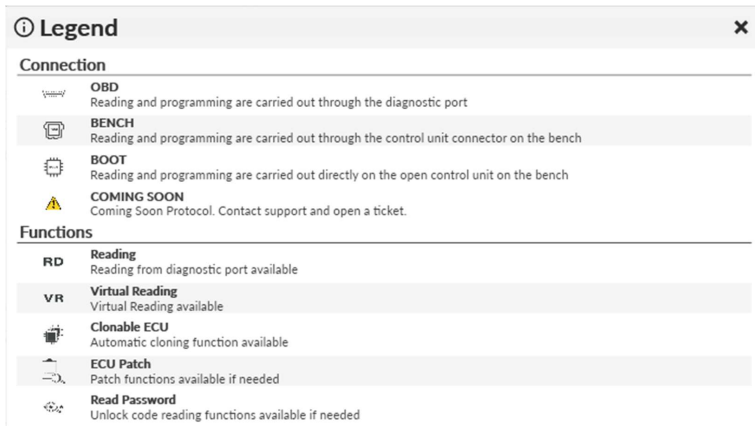 Legend
Connection
OBD
Reading and programming are carried out through the diagnostic port
BENCH
Reading and programming are carried out through the control unit connector on the bench
BOOT
Reading and programming are carried out directly on the open control unit on the bench
COMING SOON
Coming Soon Protocol. Contact support and open a ticket.
Functions
RD
Reading
Reading from diagnostic port available
VR
Virtual Reading
Virtual Reading available
Clonable ECU
Automatic cloning function available
ECU Patch
Patch functions available if needed
Read Password
Unlock code reading functions available if needed